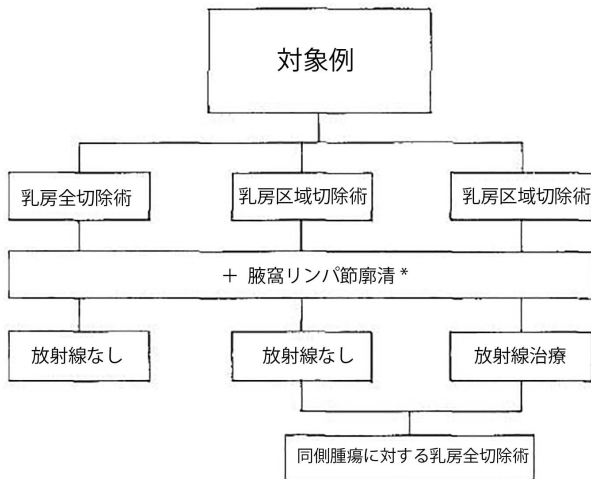 対象例
乳房全切除術
乳房区域切除術
乳房区域切除術
＋ 腋窩リンパ節廓清 *
放射線なし
放射線なし
放射線治療
同側腫瘍に対する乳房全切除術